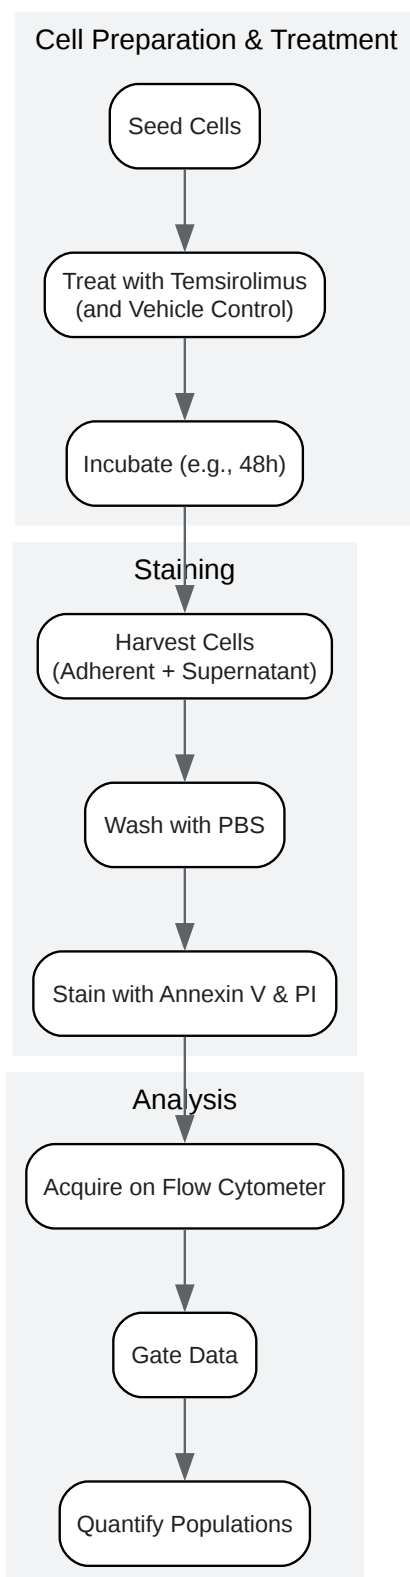 Cell Preparation & Treatment
Seed Cells
Treat with Temsirolimus
(and Vehicle Control)
Incubate (e.g., 48h)
Staining
Harvest Cells
(Adherent + Supernatant)
Wash with PBS
Stain with Annexin V & PI
Analysis
Acquire on Flow Cytometer
Gate Data
Quantify Populations